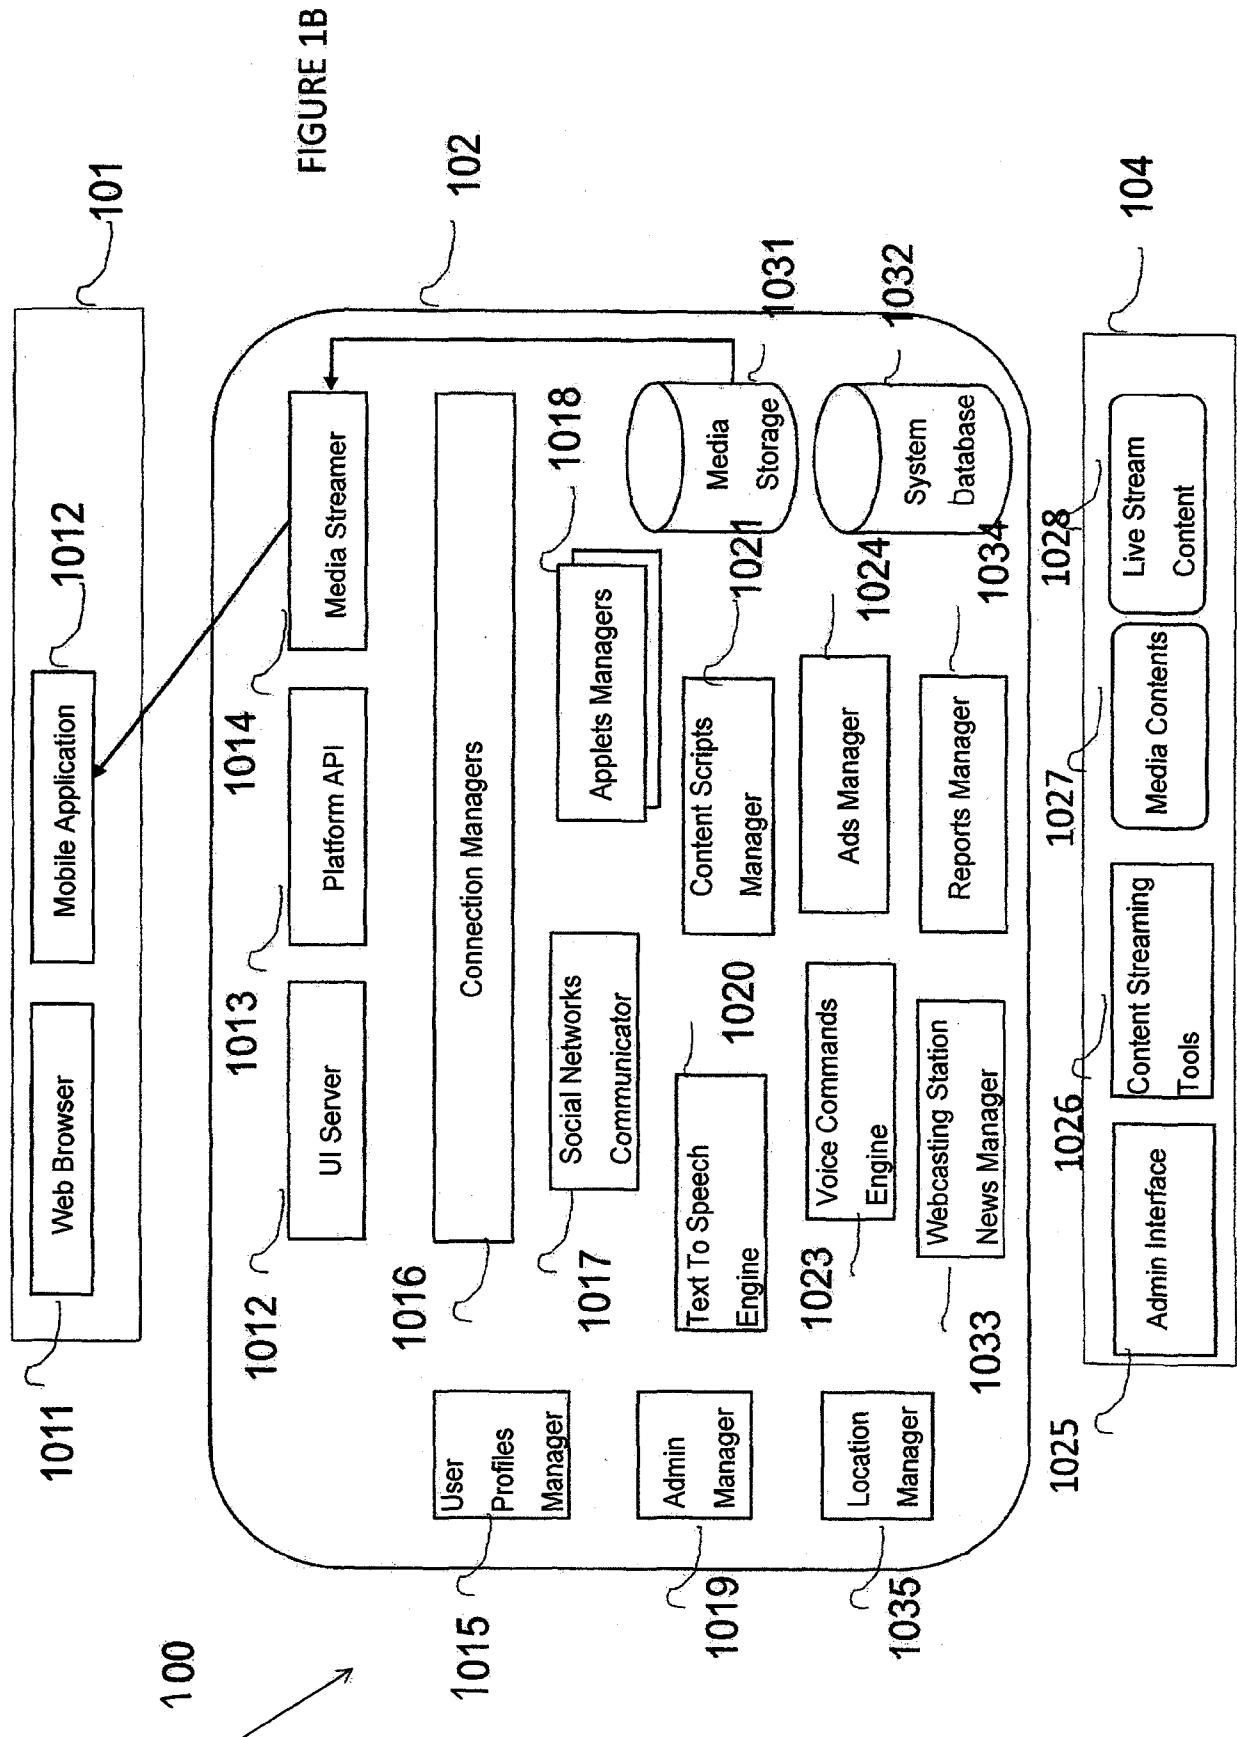 FIGURE 1B
100
101
1011
Web Browser
Mobile Application
1012
102
1012
UI Server
1013
Platform API
1014
Media Streamer
1015
User
Profiles
Manager
1016
Connection Managers
1017
Social Networks
Communicator
Applets Managers
1018
1019
Admin
Manager
Text To Speech
Engine
1020
Content Scripts
Manager
1021
Media
Storage
1031
1035
Location
Manager
1023
Voice Commands
Engine
Ads Manager
1024
System
Database
1032
1033
Webcasting Station
News Manager
Reports Manager
1034
104
1025
Admin Interface
1026
Content Streaming
Tools
1027
Media Contents
1028
Live Stream
Content